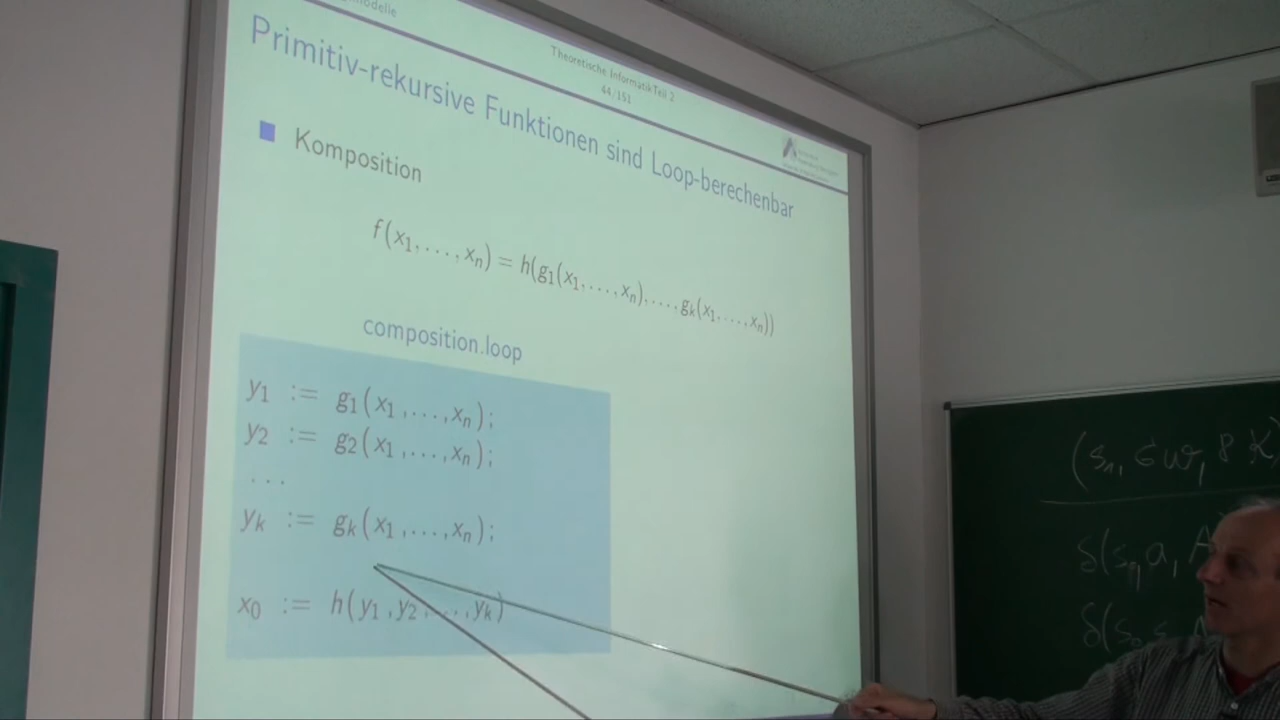 Theoretische Informatik Teil 2
44/151
Primitiv-rekursive Funktionen sind Loop-berechenbar
Komposition
f(x₁,...,xₙ) = h(g₁(x₁,...,xₙ),...,gₖ(x₁,...,xₙ))
composition.loop
y₁ := g₁(x₁,...,xₙ);
y₂ := g₂(x₁,...,xₙ);
...
yₖ := gₖ(x₁,...,xₙ);
x₀ := h(y₁,y₂,...,yₖ)